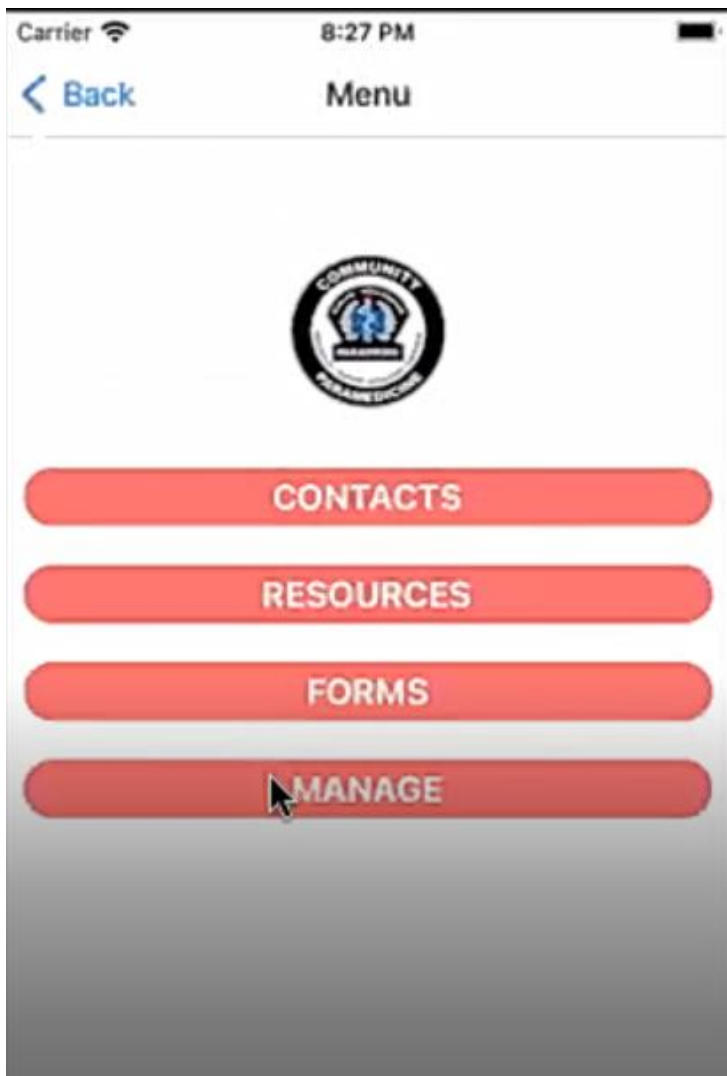 Carrier
8:27 PM
Back
Menu
COMMUNITY
PARAMEDICINE
CONTACTS
RESOURCES
FORMS
MANAGE